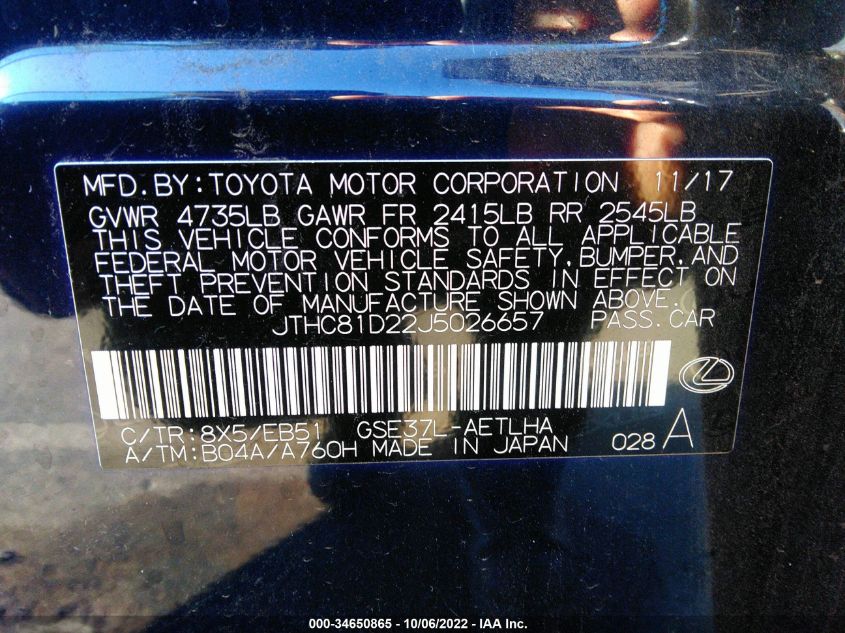 MFD.BY:TOYOTA MOTOR CORPORATION 11/17
GVWR 4735LB GAWR FR 2415LB RR 2545LB
THIS VEHICLE CONFORMS TO ALL APPLICABLE
FEDERAL MOTOR VEHICLE SAFETY,BUMPER,AND
THEFT PREVENTION STANDARDS IN EFFECT ON
THE DATE OF MANUFACTURE SHOWN ABOVE.
JTHC81D22J5026657 PASS.CAR
C/TR:8X5/EB51 GSE37L-AETLHA
A/TM:B04A/A760H MADE IN JAPAN 028 A
000-34650865 - 10/06/2022 - IAA Inc.